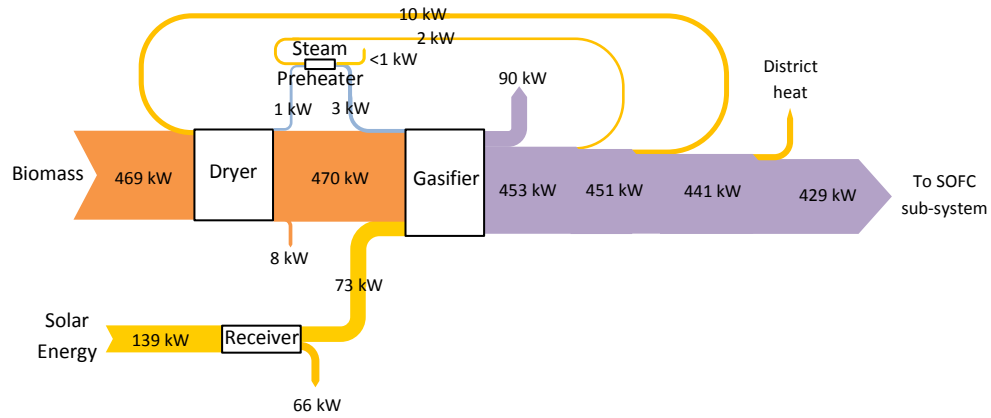 10 kW
2 kW
Steam
Preheater
<1 kW
90 kW
District
heat
1 kW
3 kW
Biomass
469 kW
Dryer
470 kW
Gasifier
453 kW
451 kW
441 kW
429 kW
To SOFC
sub-system
8 kW
73 kW
Solar
Energy
139 kW
Receiver
66 kW